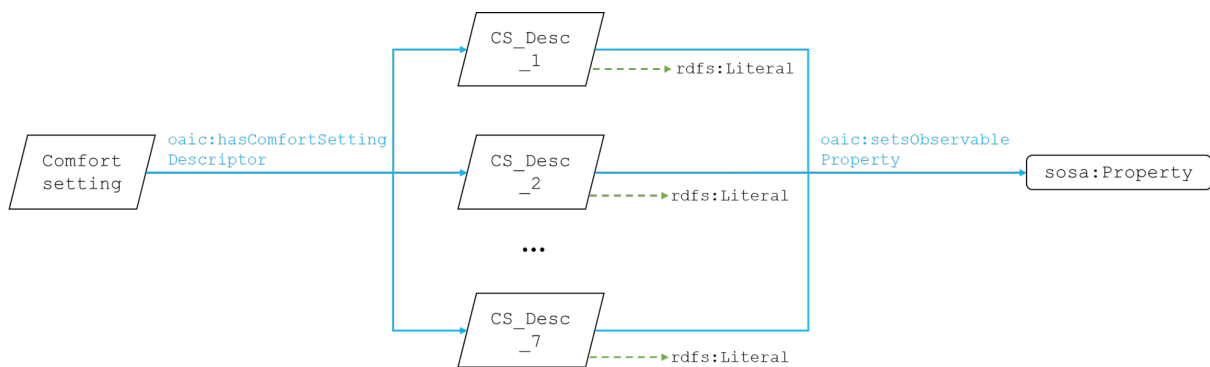 CS_Desc
_1
rdfs:Literal
oaic:hasComfortSetting
Descriptor
oaic:setsObservable
Property
Comfort
setting
CS_Desc
_2
sosa:Property
rdfs:Literal
...
CS_Desc
_7
rdfs:Literal